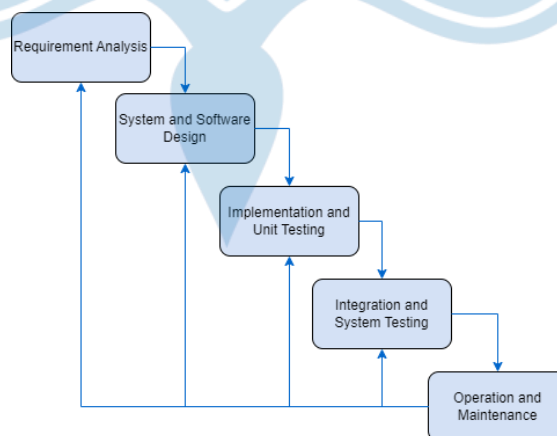 Requirement Analysis
System and Software
Design
Implementation and
Unit Testing
Integration and
System Testing
Operation and
Maintenance